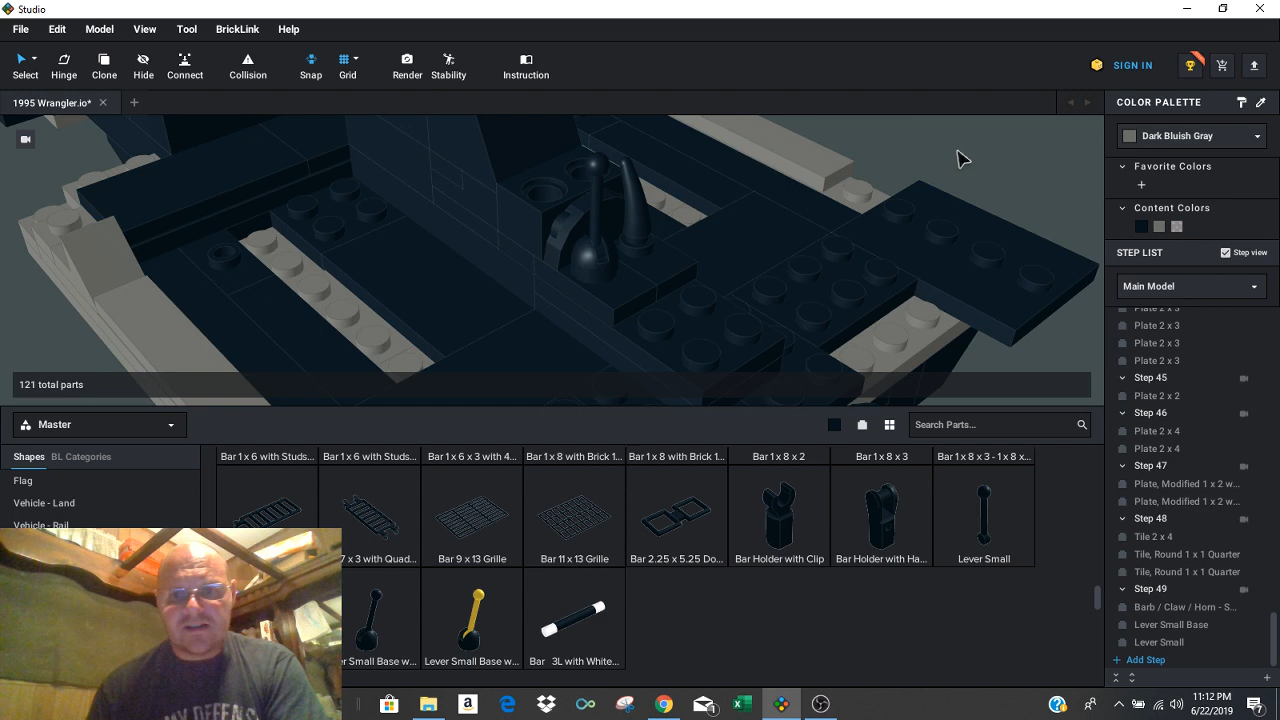 Studio
File Edit Model View Tool BrickLink Help
Select Hinge Clone Hide Connect Collision Snap Grid Render Stability Instruction
SIGN IN
1995 Wrangler.io*
COLOR PALETTE
Dark Bluish Gray
Favorite Colors
Content Colors
STEP LIST
Step view
Main Model
Plate 2 x 3
Plate 2 x 3
Plate 2 x 3
Plate 2 x 3
Step 45
Plate 2 x 2
Step 46
Plate 2 x 4
Plate 2 x 4
Step 47
Plate, Modified 1 x 2 w...
Plate, Modified 1 x 2 w...
Step 48
Tile 2 x 4
Tile, Round 1 x 1 Quarter
Tile, Round 1 x 1 Quarter
Step 49
Barb / Claw / Horn - S...
Lever Small Base
Lever Small
Add Step
121 total parts
Master
Search Parts...
Shapes BL Categories
Flag
Vehicle - Land
Vehicle - Rail
Bar 1 x 6 with Studs... Bar 1 x 6 with Studs... Bar 1 x 6 x 3 with 4... Bar 1 x 8 with Brick 1... Bar 1 x 8 with Brick 1... Bar 1 x 8 x 2 Bar 1 x 8 x 3 Bar 1 x 8 x 3 - 1 x 8 x...
x 3 with Quad... Bar 9 x 13 Grille Bar 11 x 13 Grille Bar 2.25 x 5.25 Do... Bar Holder with Clip Bar Holder with Ha... Lever Small
Small Base w... Lever Small Base w... Bar 3L with White...
MY DEFENS
11:12 PM
6/22/2019